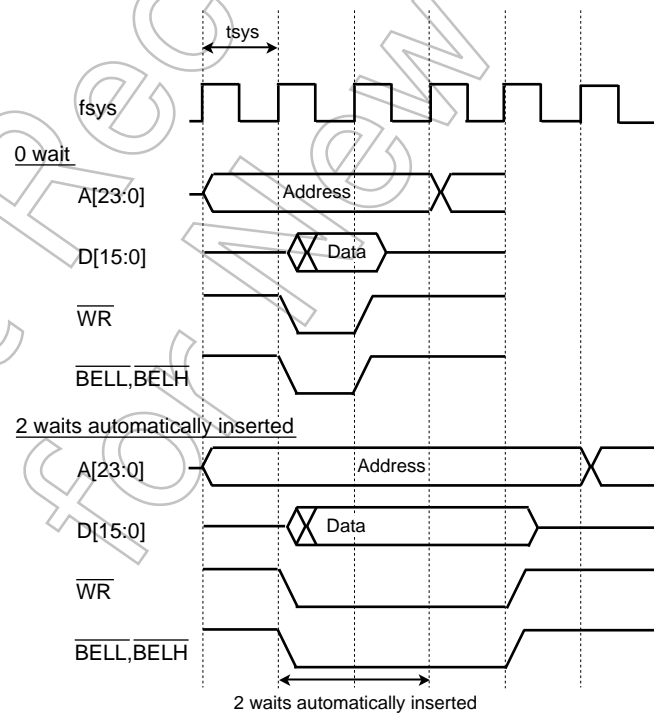 tsys
fsys
0 wait
A[23:0]
Address
D[15:0]
Data
WR
BELL,BELH
2 waits automatically inserted
A[23:0]
Address
D[15:0]
Data
WR
BELL,BELH
2 waits automatically inserted